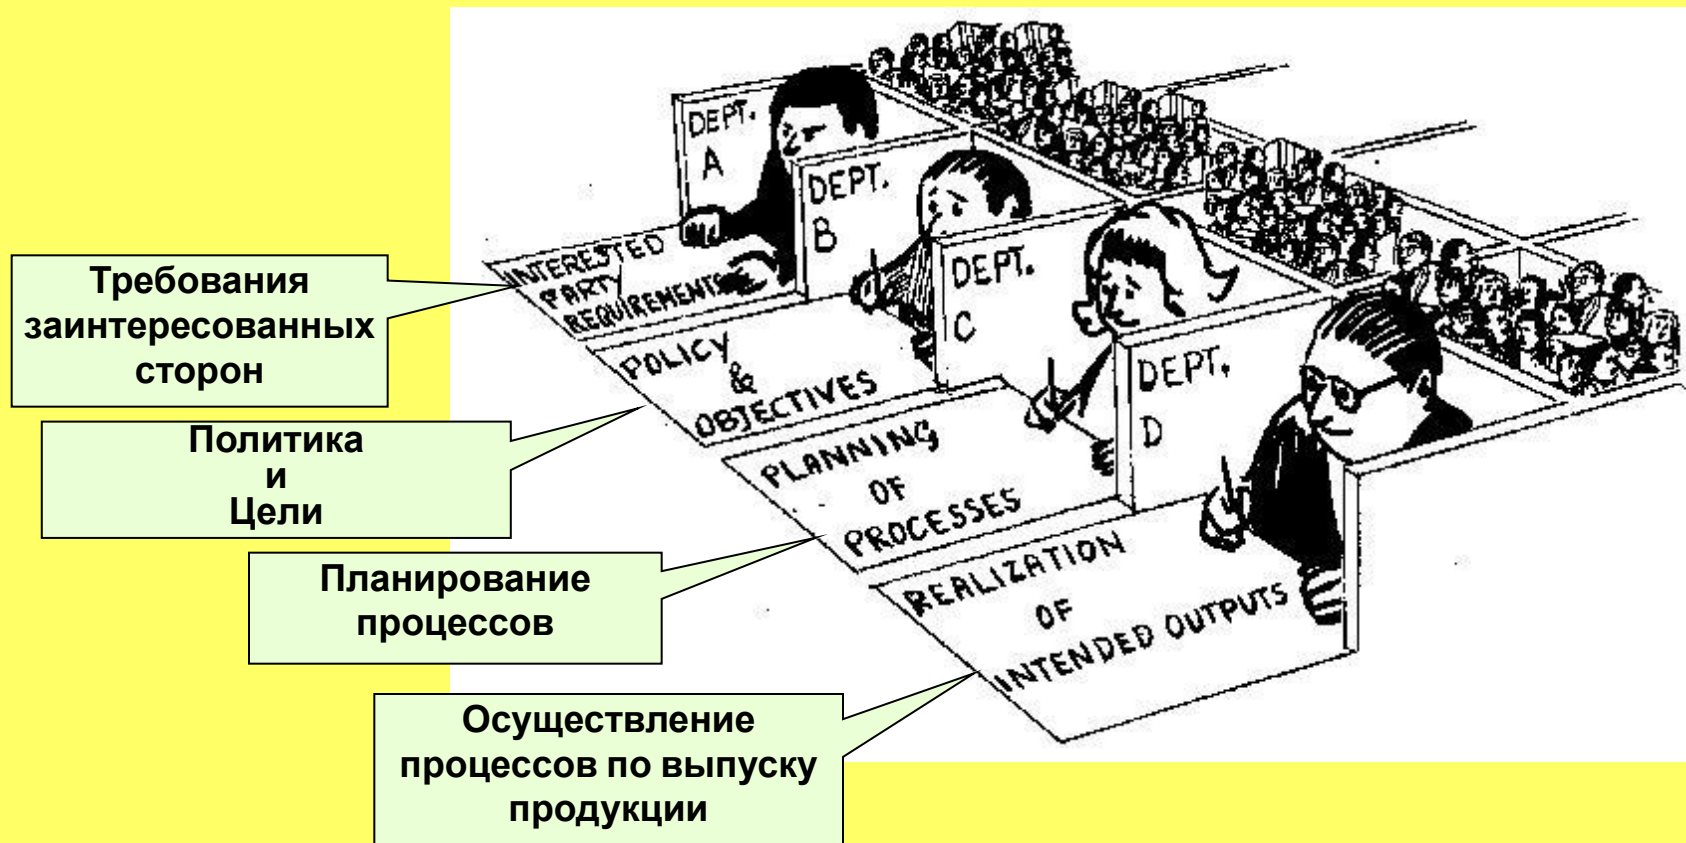 DEPT.
A
DEPT.
B
DEPT.
C
DEPT.
D
INTERESTED
PARTY
REQUIREMENTS
POLICY
&
OBJECTIVES
PLANNING
OF
PROCESSES
REALIZATION
OF
INTENDED OUTPUTS
Требования
заинтересованных
сторон
Политика
и
Цели
Планирование
процессов
Осуществление
процессов по выпуску
продукции